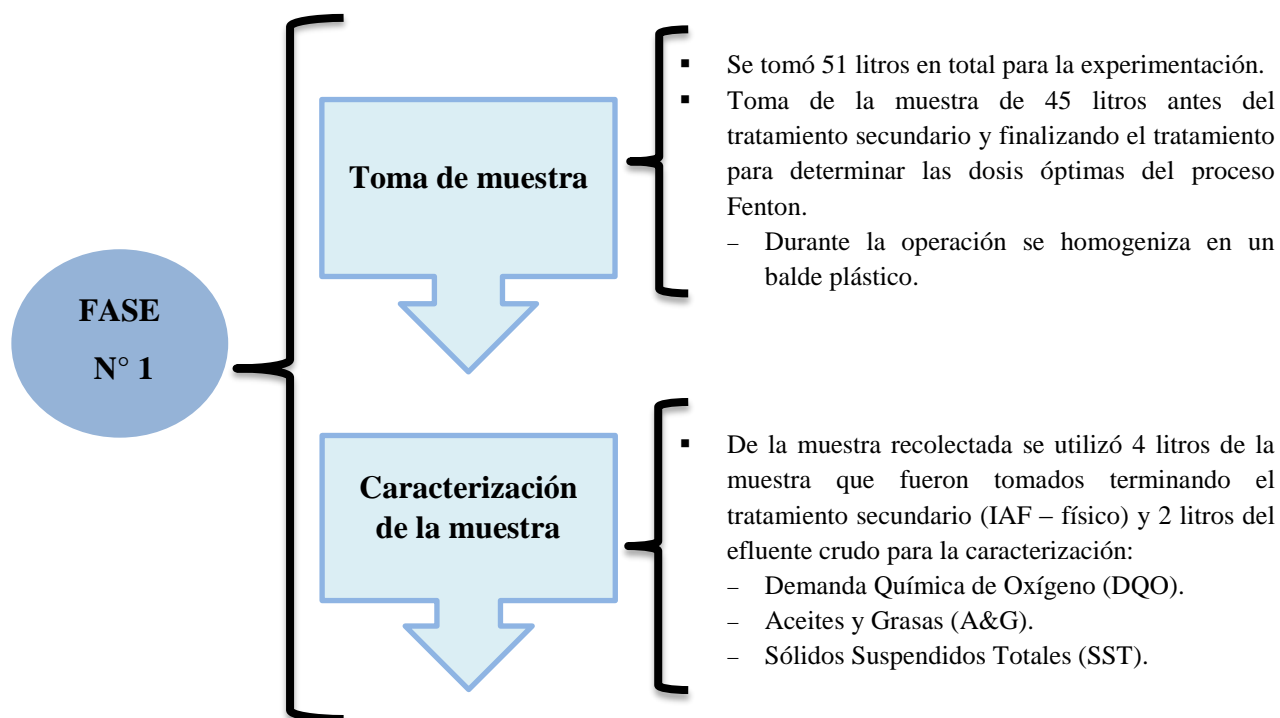 FASE
N° 1
Toma de muestra
▪ Se tomó 51 litros en total para la experimentación.
▪ Toma de la muestra de 45 litros antes del
tratamiento secundario y finalizando el tratamiento
para determinar las dosis óptimas del proceso
Fenton.
– Durante la operación se homogeniza en un
balde plástico.
Caracterización
de la muestra
▪ De la muestra recolectada se utilizó 4 litros de la
muestra que fueron tomados terminando el
tratamiento secundario (IAF – físico) y 2 litros del
efluente crudo para la caracterización:
– Demanda Química de Oxígeno (DQO).
– Aceites y Grasas (A&G).
– Sólidos Suspendidos Totales (SST).